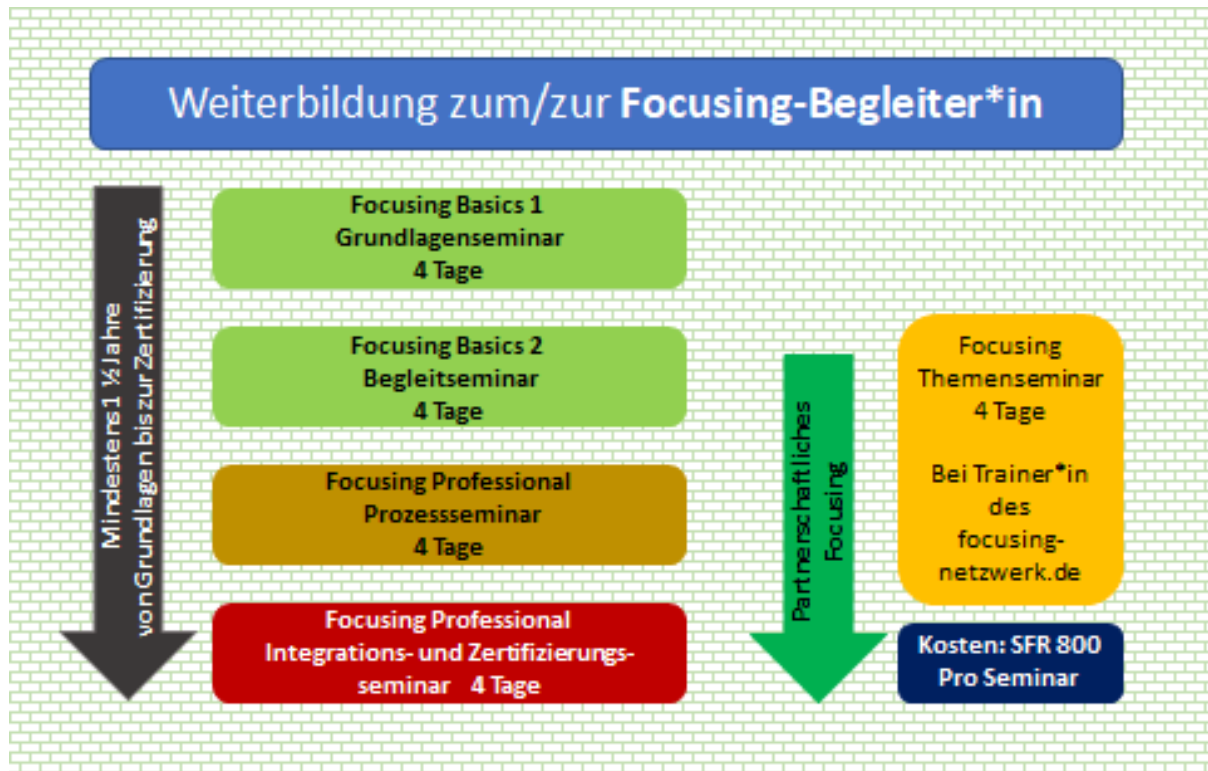 Weiterbildung zum/zur Focusing-Begleiter*in
Mindestens 1 ½ Jahre
von Grundlagen bis zur Zertifizierung
Focusing Basics 1
Grundlagenseminar
4 Tage
Focusing Basics 2
Begleitseminar
4 Tage
Focusing Professional
Prozessseminar
4 Tage
Focusing Professional
Integrations- und Zertifizierungs-
seminar 4 Tage
Partnerschaftliches
Focusing
Focusing
Themenseminar
4 Tage
Bei Trainer*in
des
focusing-
netzwerk.de
Kosten: SFR 800
Pro Seminar